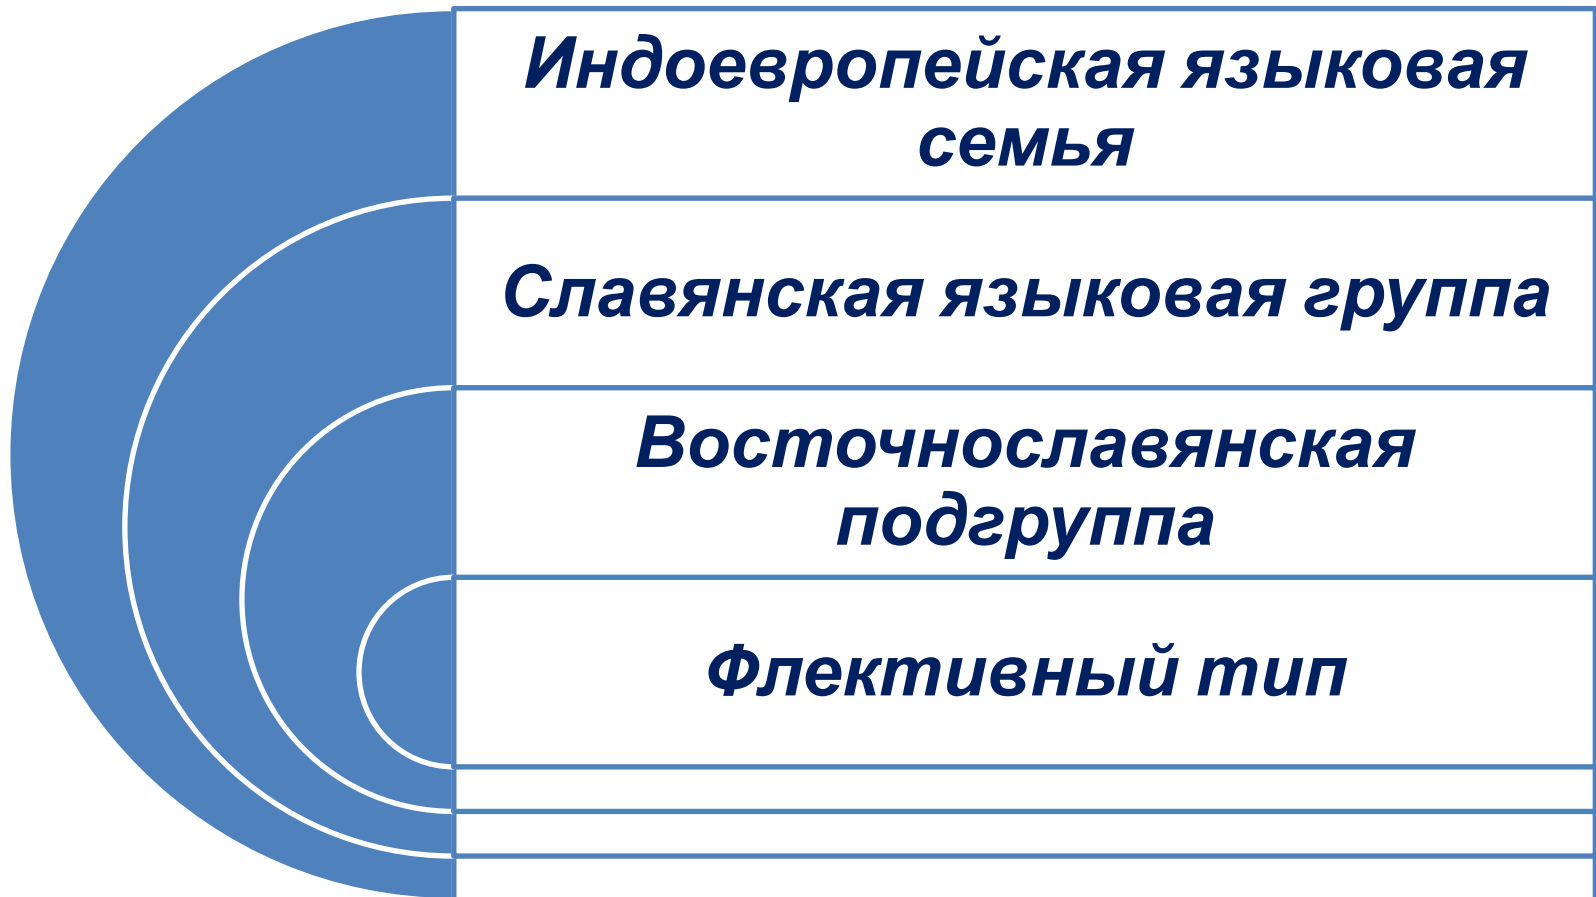 Индоевропейская языковая
семья
Славянская языковая группа
Восточнославянская
подгруппа
Флективный тип